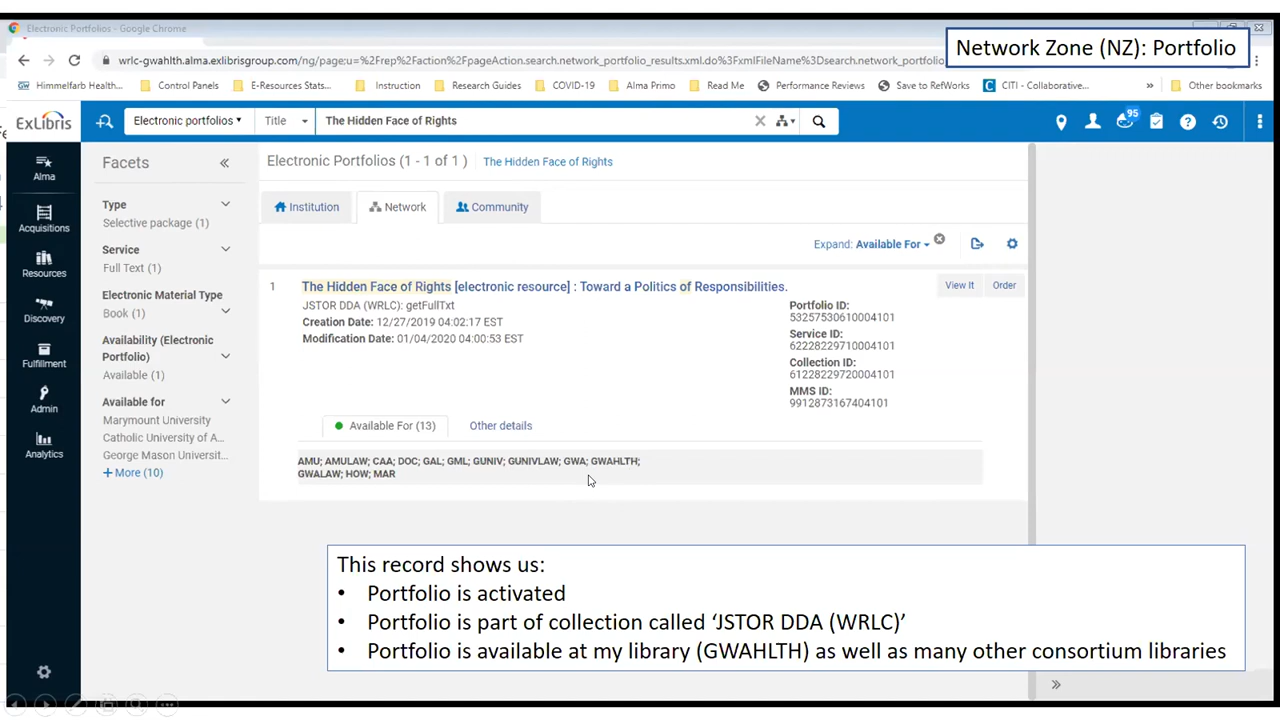 Electronic Portfolios - Google Chrome
Network Zone (NZ): Portfolio
wrlc-gwahlth.alma.exlibrisgroup.com/ng/page;u=%2Frep%2Faction%2FpageAction.search.network_portfolio_results.xml.do%3FxmlFileName%3Dsearch.network_portfolio
GW Himmelfarb Health... Control Panels E-Resources Stats... Instruction Research Guides COVID-19 Alma Primo Read Me Performance Reviews Save to RefWorks CITI - Collaborative... » Other bookmarks
ExLibris Electronic portfolios Title The Hidden Face of Rights 95
Alma
Acquisitions
Resources
Discovery
Fulfillment
Admin
Analytics
Facets
Type
Selective package (1)
Service
Full Text (1)
Electronic Material Type
Book (1)
Availability (Electronic
Portfolio)
Available (1)
Available for
Marymount University
Catholic University of A...
George Mason Universit...
+ More (10)
Electronic Portfolios (1 - 1 of 1 ) The Hidden Face of Rights
Institution Network Community
Expand: Available For
1 The Hidden Face of Rights [electronic resource] : Toward a Politics of Responsibilities. View It Order
JSTOR DDA (WRLC): getFullTxt
Creation Date: 12/27/2019 04:02:17 EST
Modification Date: 01/04/2020 04:00:53 EST
Portfolio ID:
53257530610004101
Service ID:
62228229710004101
Collection ID:
61228229720004101
MMS ID:
9912873167404101
Available For (13) Other details
AMU; AMULAW; CAA; DOC; GAL; GML; GUNIV; GUNIVLAW; GWA; GWAHLTH;
GWALAW; HOW; MAR
This record shows us:
• Portfolio is activated
• Portfolio is part of collection called ‘JSTOR DDA (WRLC)’
• Portfolio is available at my library (GWAHLTH) as well as many other consortium libraries